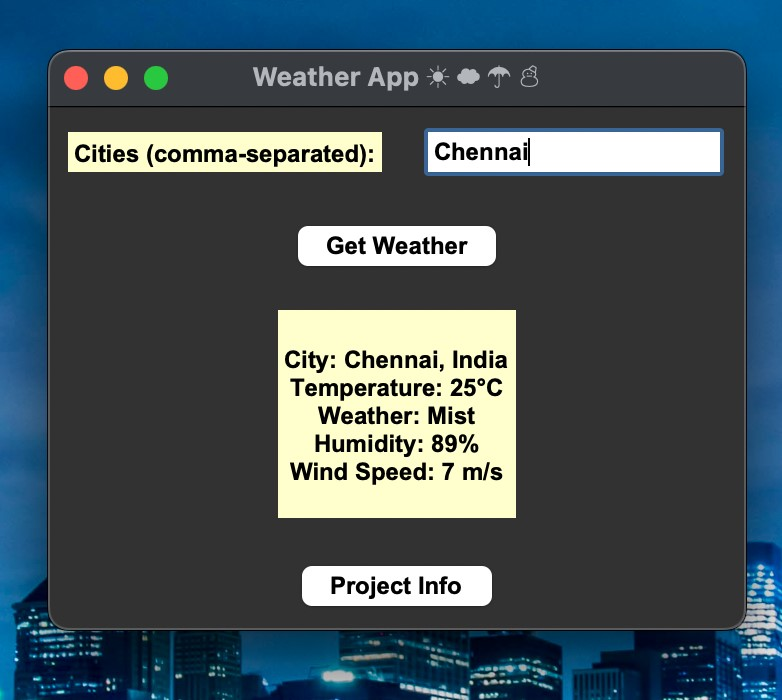 Weather App ☀☁☂☃
Cities (comma-separated):
Chennai
Get Weather
City: Chennai, India
Temperature: 25°C
Weather: Mist
Humidity: 89%
Wind Speed: 7 m/s
Project Info